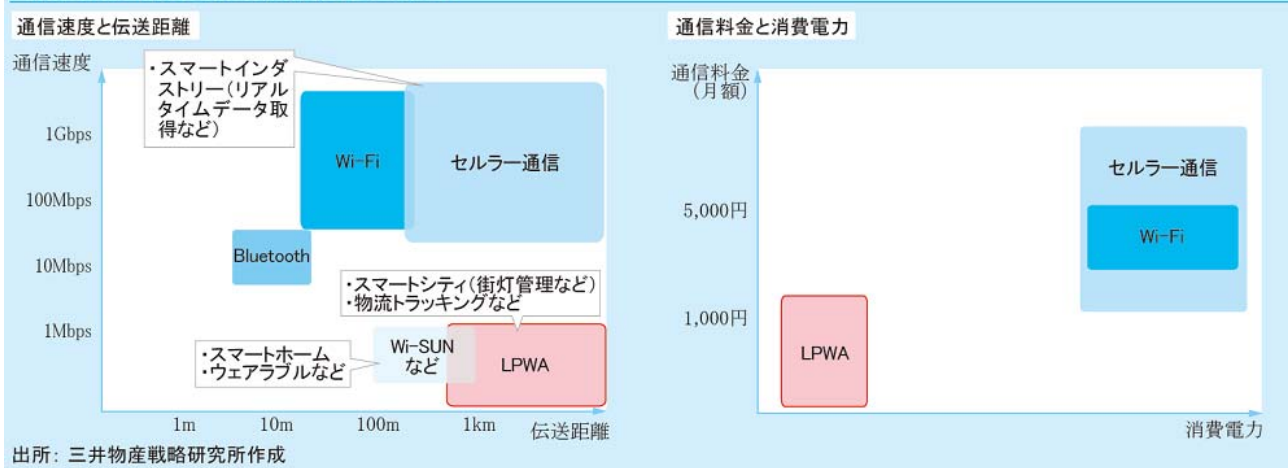 通信速度と伝送距離
通信速度
・スマートインダ
ストリー(リアル
タイムデータ取
得など)
1Gbps
Wi-Fi
セルラー通信
100Mbps
Bluetooth
10Mbps
・スマートシティ(街灯管理など)
・物流トラッキングなど
1Mbps
・スマートホーム
・ウェアラブルなど
Wi-SUN
など
LPWA
1m
10m
100m
1km
伝送距離
通信料金と消費電力
通信料金
(月額)
セルラー通信
5,000円
Wi-Fi
1,000円
LPWA
消費電力
出所: 三井物産戦略研究所作成